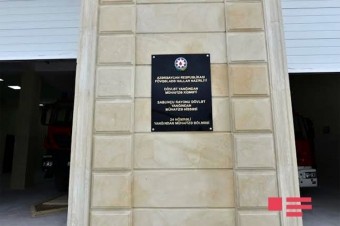 AZƏRBAYCAN RESPUBLİKASI
FÖVQƏLADƏ HALLAR NAZİRLİYİ
DÖVLƏT YANĞINDAN
MÜHAFİZƏ XİDMƏTİ
SABUNÇU RAYONU DÖVLƏT
YANĞINDAN
MÜHAFİZƏ HİSSƏSİ
24 NÖMRƏLİ
YANĞINDAN MÜHAFİZƏ BÖLMƏSİ